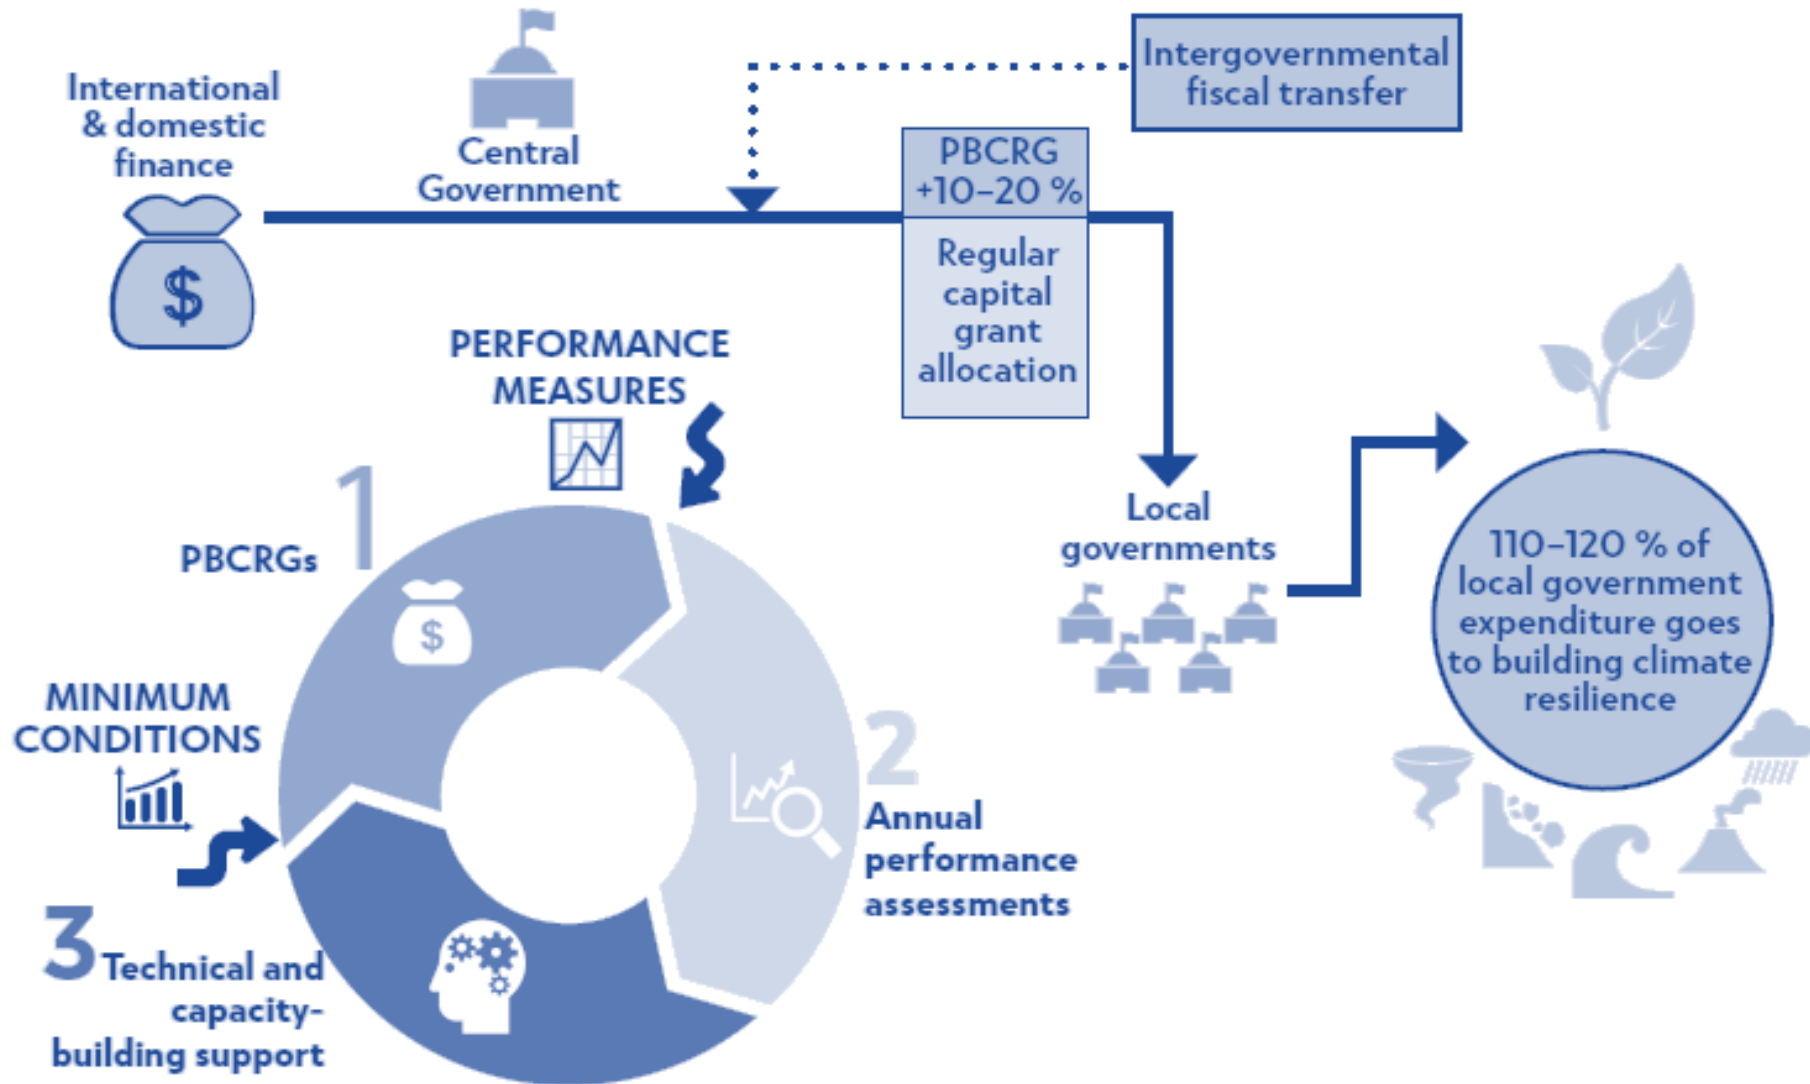 International
& domestic
finance
$
Central
Government
Intergovernmental
fiscal transfer
PBCRG
+10–20 %
Regular
capital
grant
allocation
PERFORMANCE
MEASURES
1
PBCRGs
$
MINIMUM
CONDITIONS
2
Annual
performance
assessments
3
Technical and
capacity-
building support
Local
governments
110–120 % of
local government
expenditure goes
to building climate
resilience